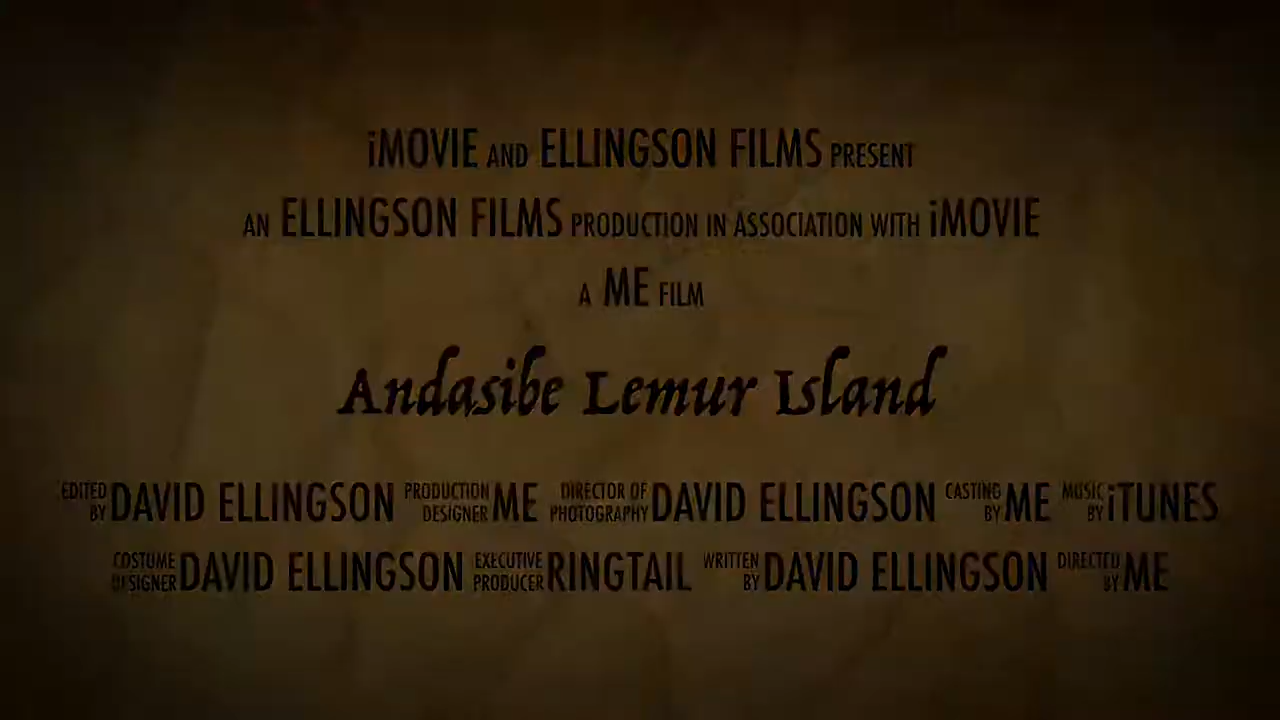 iMOVIE AND ELLINGSON FILMS PRESENT
AN ELLINGSON FILMS PRODUCTION IN ASSOCIATION WITH iMOVIE
A ME FILM
Andasibe Lemur Island
EDITED BY DAVID ELLINGSON PRODUCTION DESIGNER ME DIRECTOR OF PHOTOGRAPHY DAVID ELLINGSON CASTING BY ME MUSIC BY iTUNES
COSTUME DESIGNER DAVID ELLINGSON EXECUTIVE PRODUCER RINGTAIL WRITTEN BY DAVID ELLINGSON DIRECTED BY ME